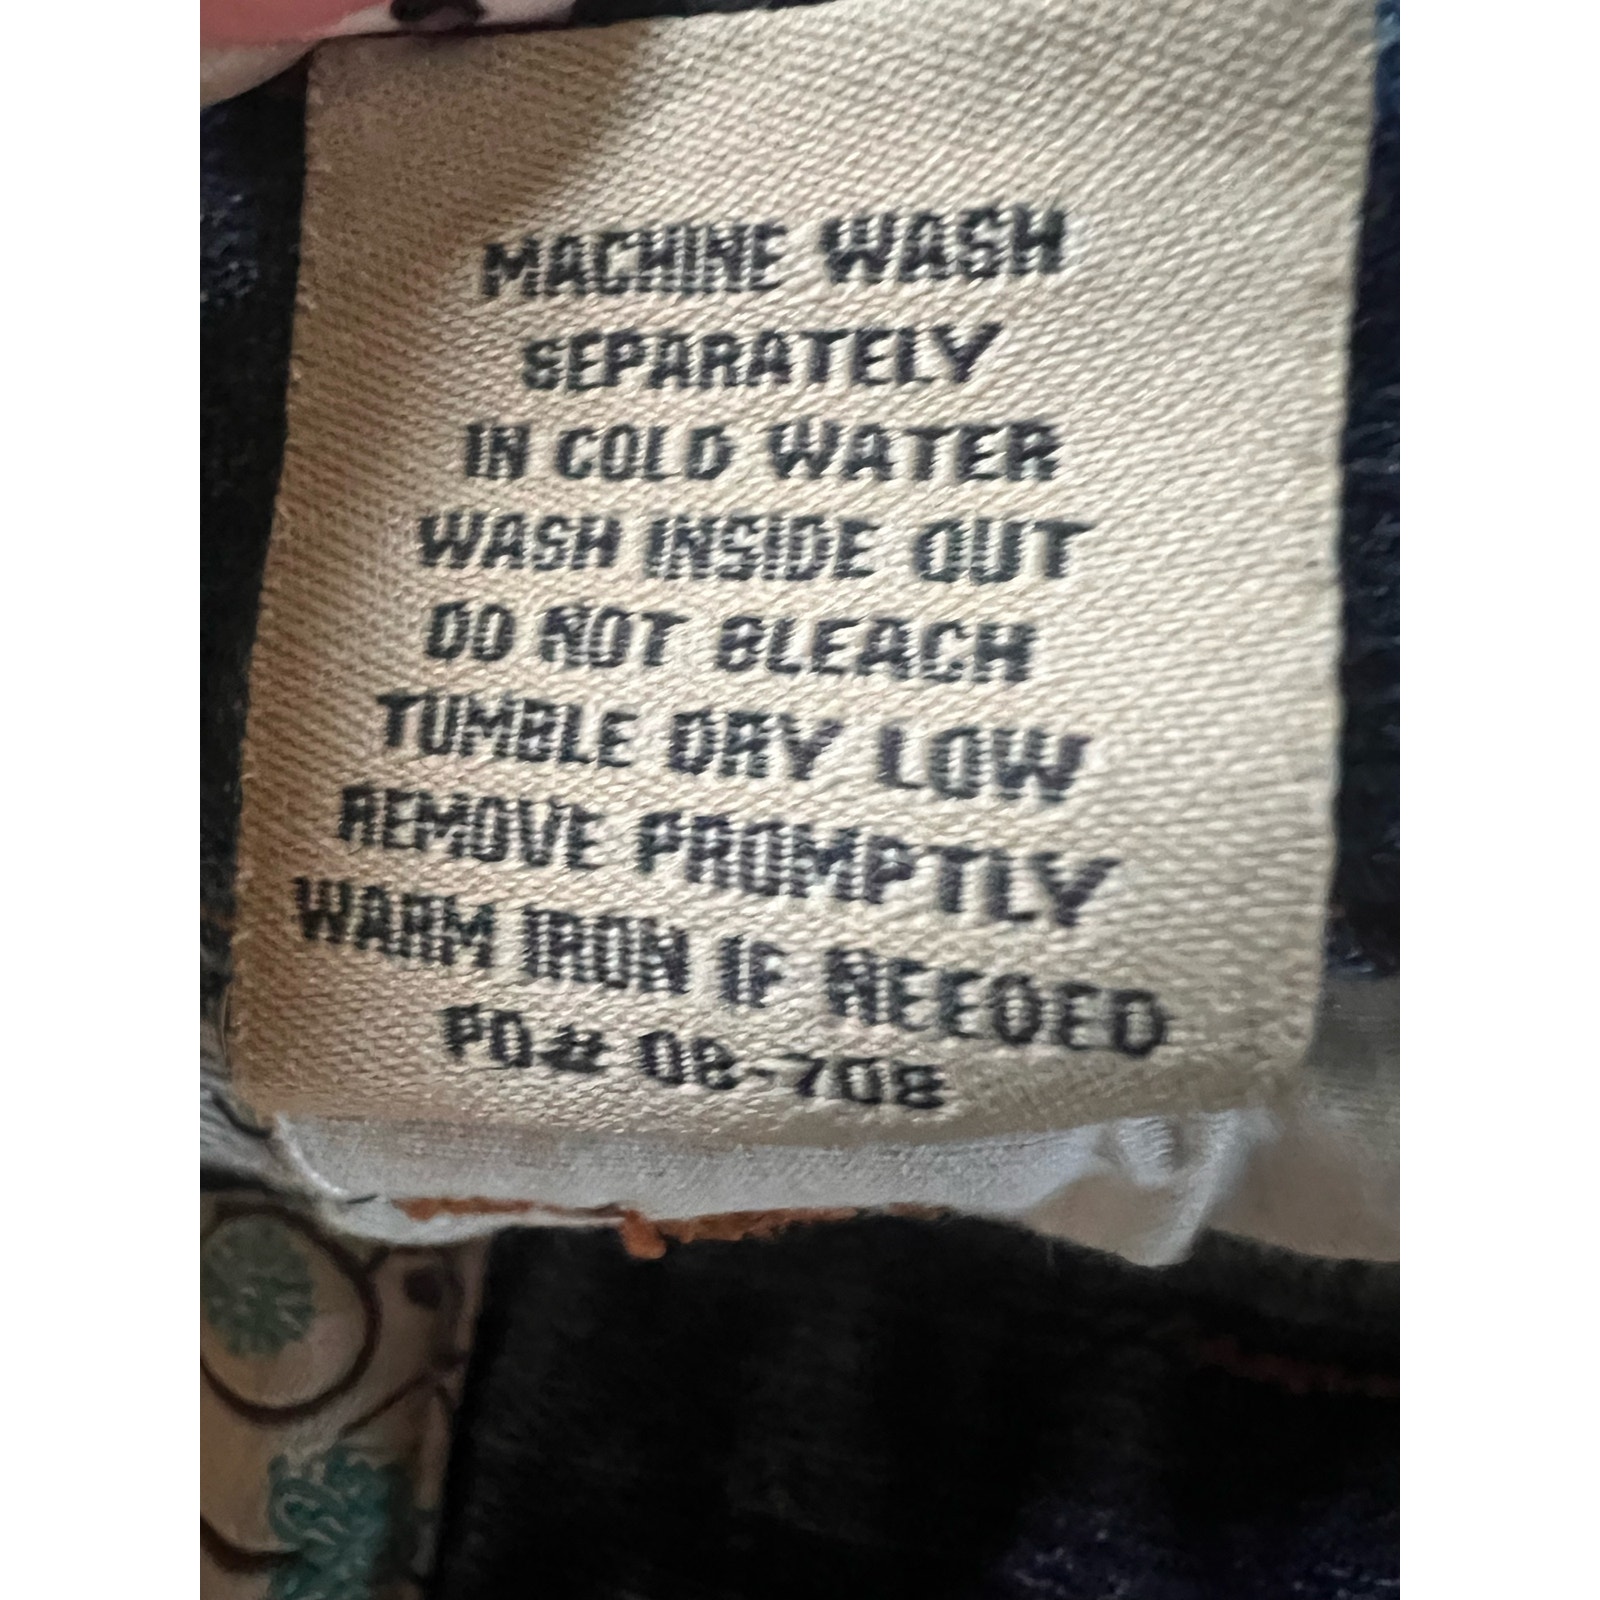 MACHINE WASH
SEPARATELY
IN COLD WATER
WASH INSIDE OUT
DO NOT BLEACH
TUMBLE DRY LOW
REMOVE PROMPTLY
WARM IRON IF NEEDED
PO# 08-708